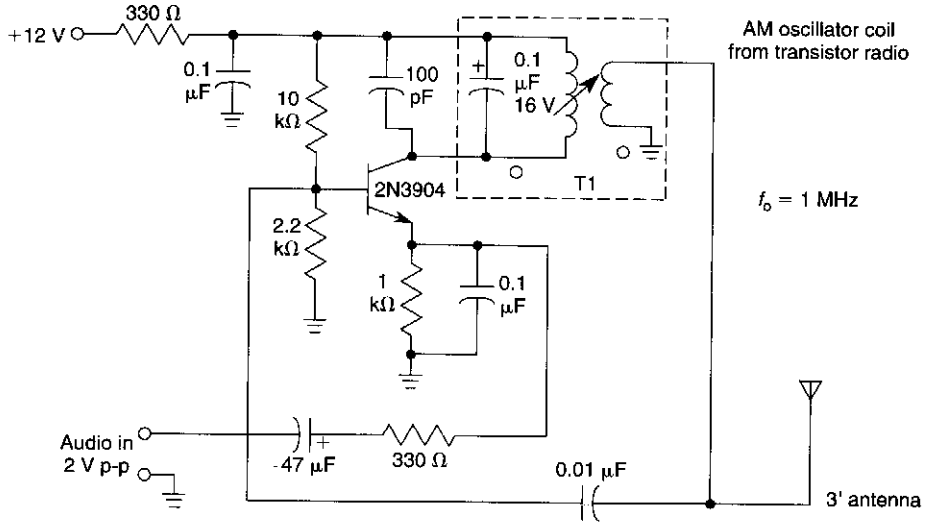 330 Ω
+12 V
0.1
μF
10
kΩ
100
pF
+
0.1
μF
16 V
T1
AM oscillator coil
from transistor radio
2N3904
fo = 1 MHz
2.2
kΩ
1
kΩ
0.1
μF
Audio in
2 V p-p
+
47 μF
330 Ω
0.01 μF
3' antenna